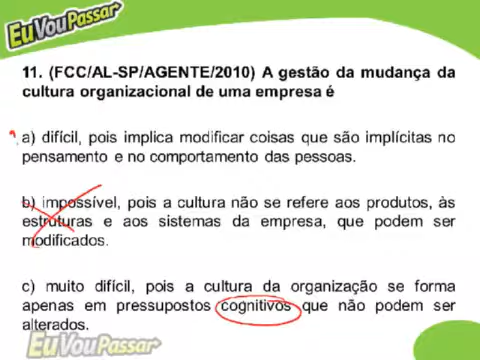 EuVouPassar
11. (FCC/AL-SP/AGENTE/2010) A gestão da mudança da
cultura organizacional de uma empresa é
a) difícil, pois implica modificar coisas que são implícitas no
pensamento e no comportamento das pessoas.
b) impossível, pois a cultura não se refere aos produtos, às
estruturas e aos sistemas da empresa, que podem ser
modificados.
c) muito difícil, pois a cultura da organização se forma
apenas em pressupostos cognitivos que não podem ser
alterados.
EuVouPassar